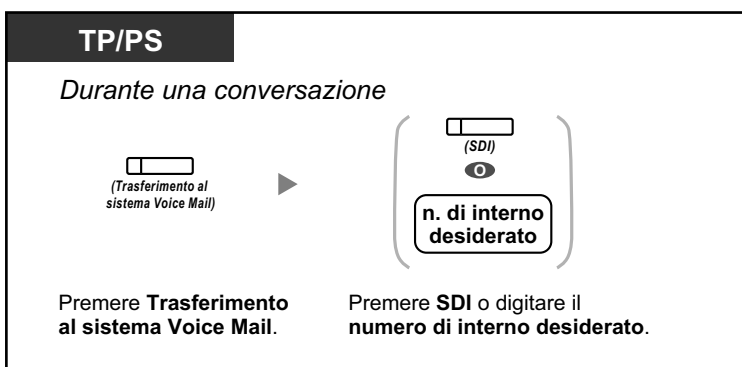 TP/PS
Durante una conversazione
(Trasferimento al
sistema Voice Mail)
(SDI)
O
n. di interno
desiderato
Premere Trasferimento
al sistema Voice Mail.
Premere SDI o digitare il
numero di interno desiderato.